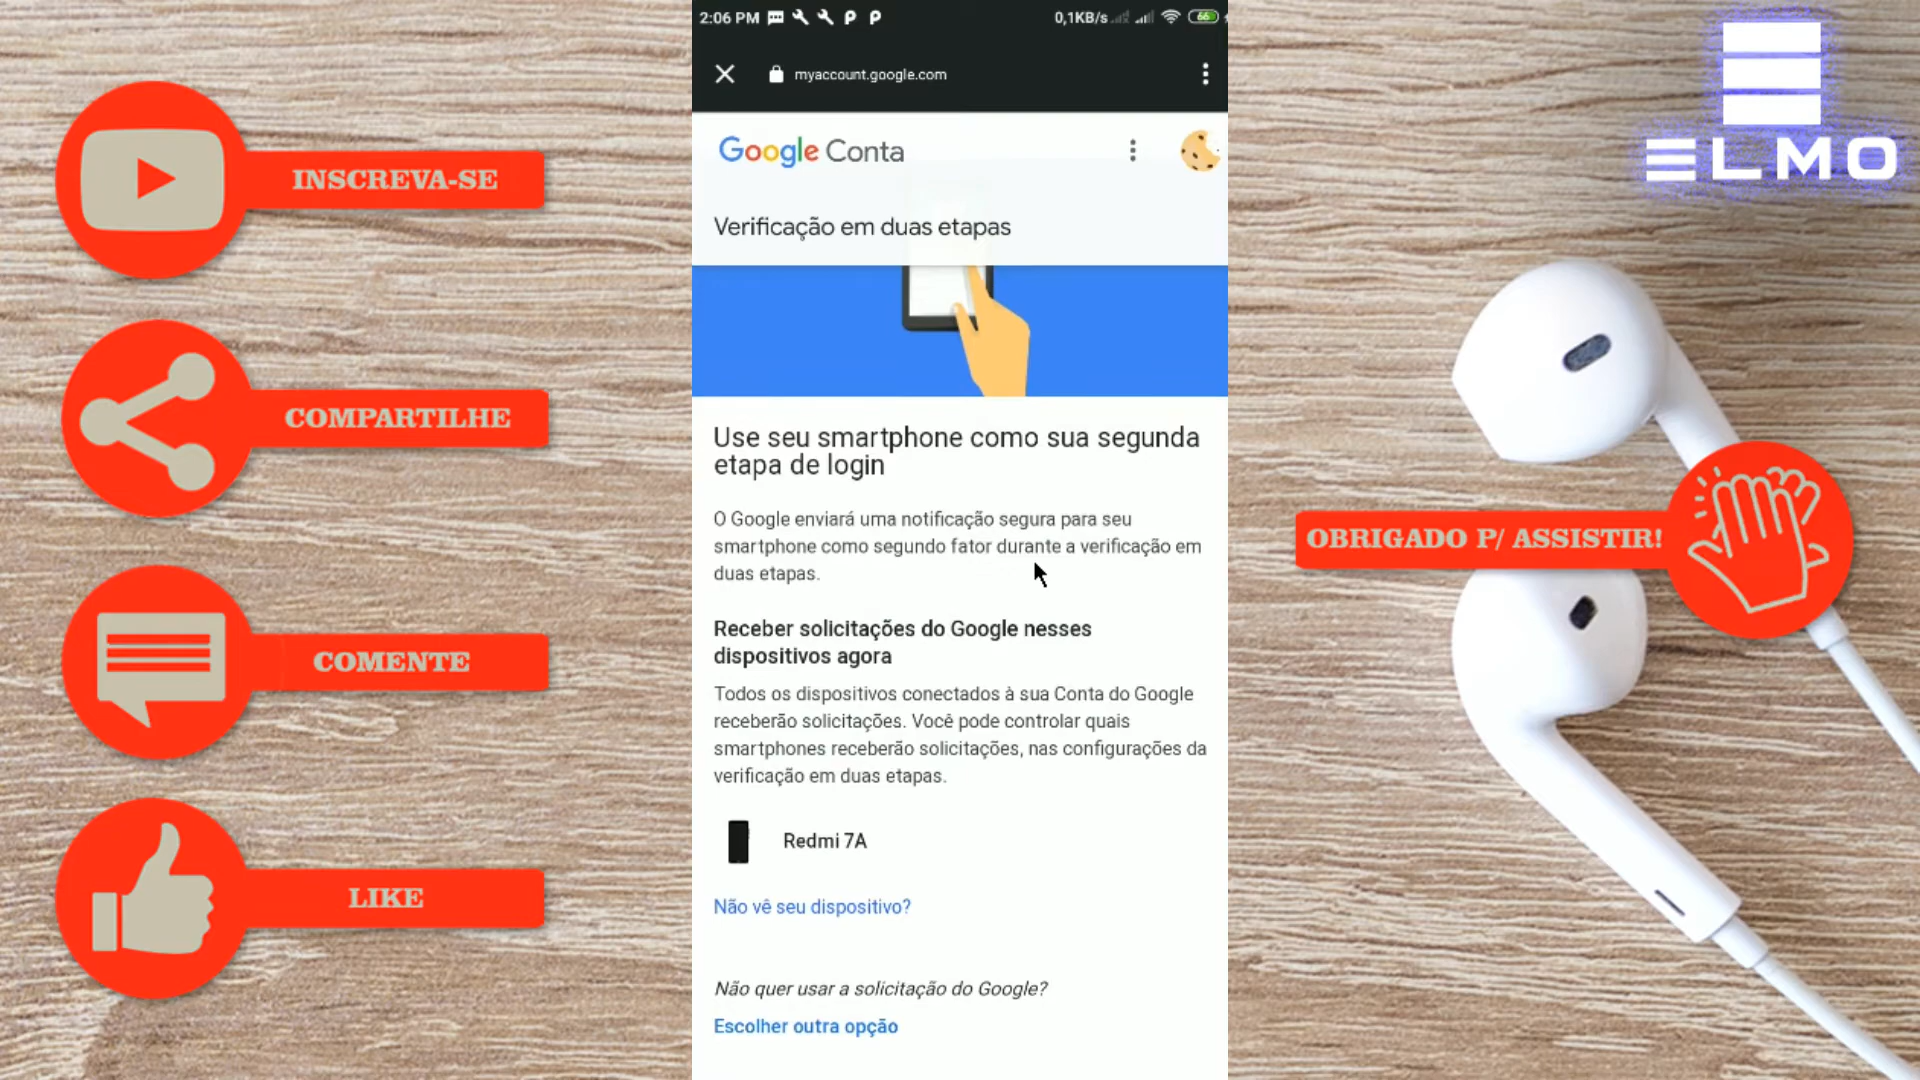 2:06 PM
0,1KB/s
66
myaccount.google.com
Google Conta
Verificação em duas etapas
Use seu smartphone como sua segunda
etapa de login
O Google enviará uma notificação segura para seu
smartphone como segundo fator durante a verificação em
duas etapas.
Receber solicitações do Google nesses
dispositivos agora
Todos os dispositivos conectados à sua Conta do Google
receberão solicitações. Você pode controlar quais
smartphones receberão solicitações, nas configurações da
verificação em duas etapas.
Redmi 7A
Não vê seu dispositivo?
Não quer usar a solicitação do Google?
Escolher outra opção
INSCREVA-SE
COMPARTILHE
COMENTE
LIKE
ELMO
OBRIGADO P/ ASSISTIR!